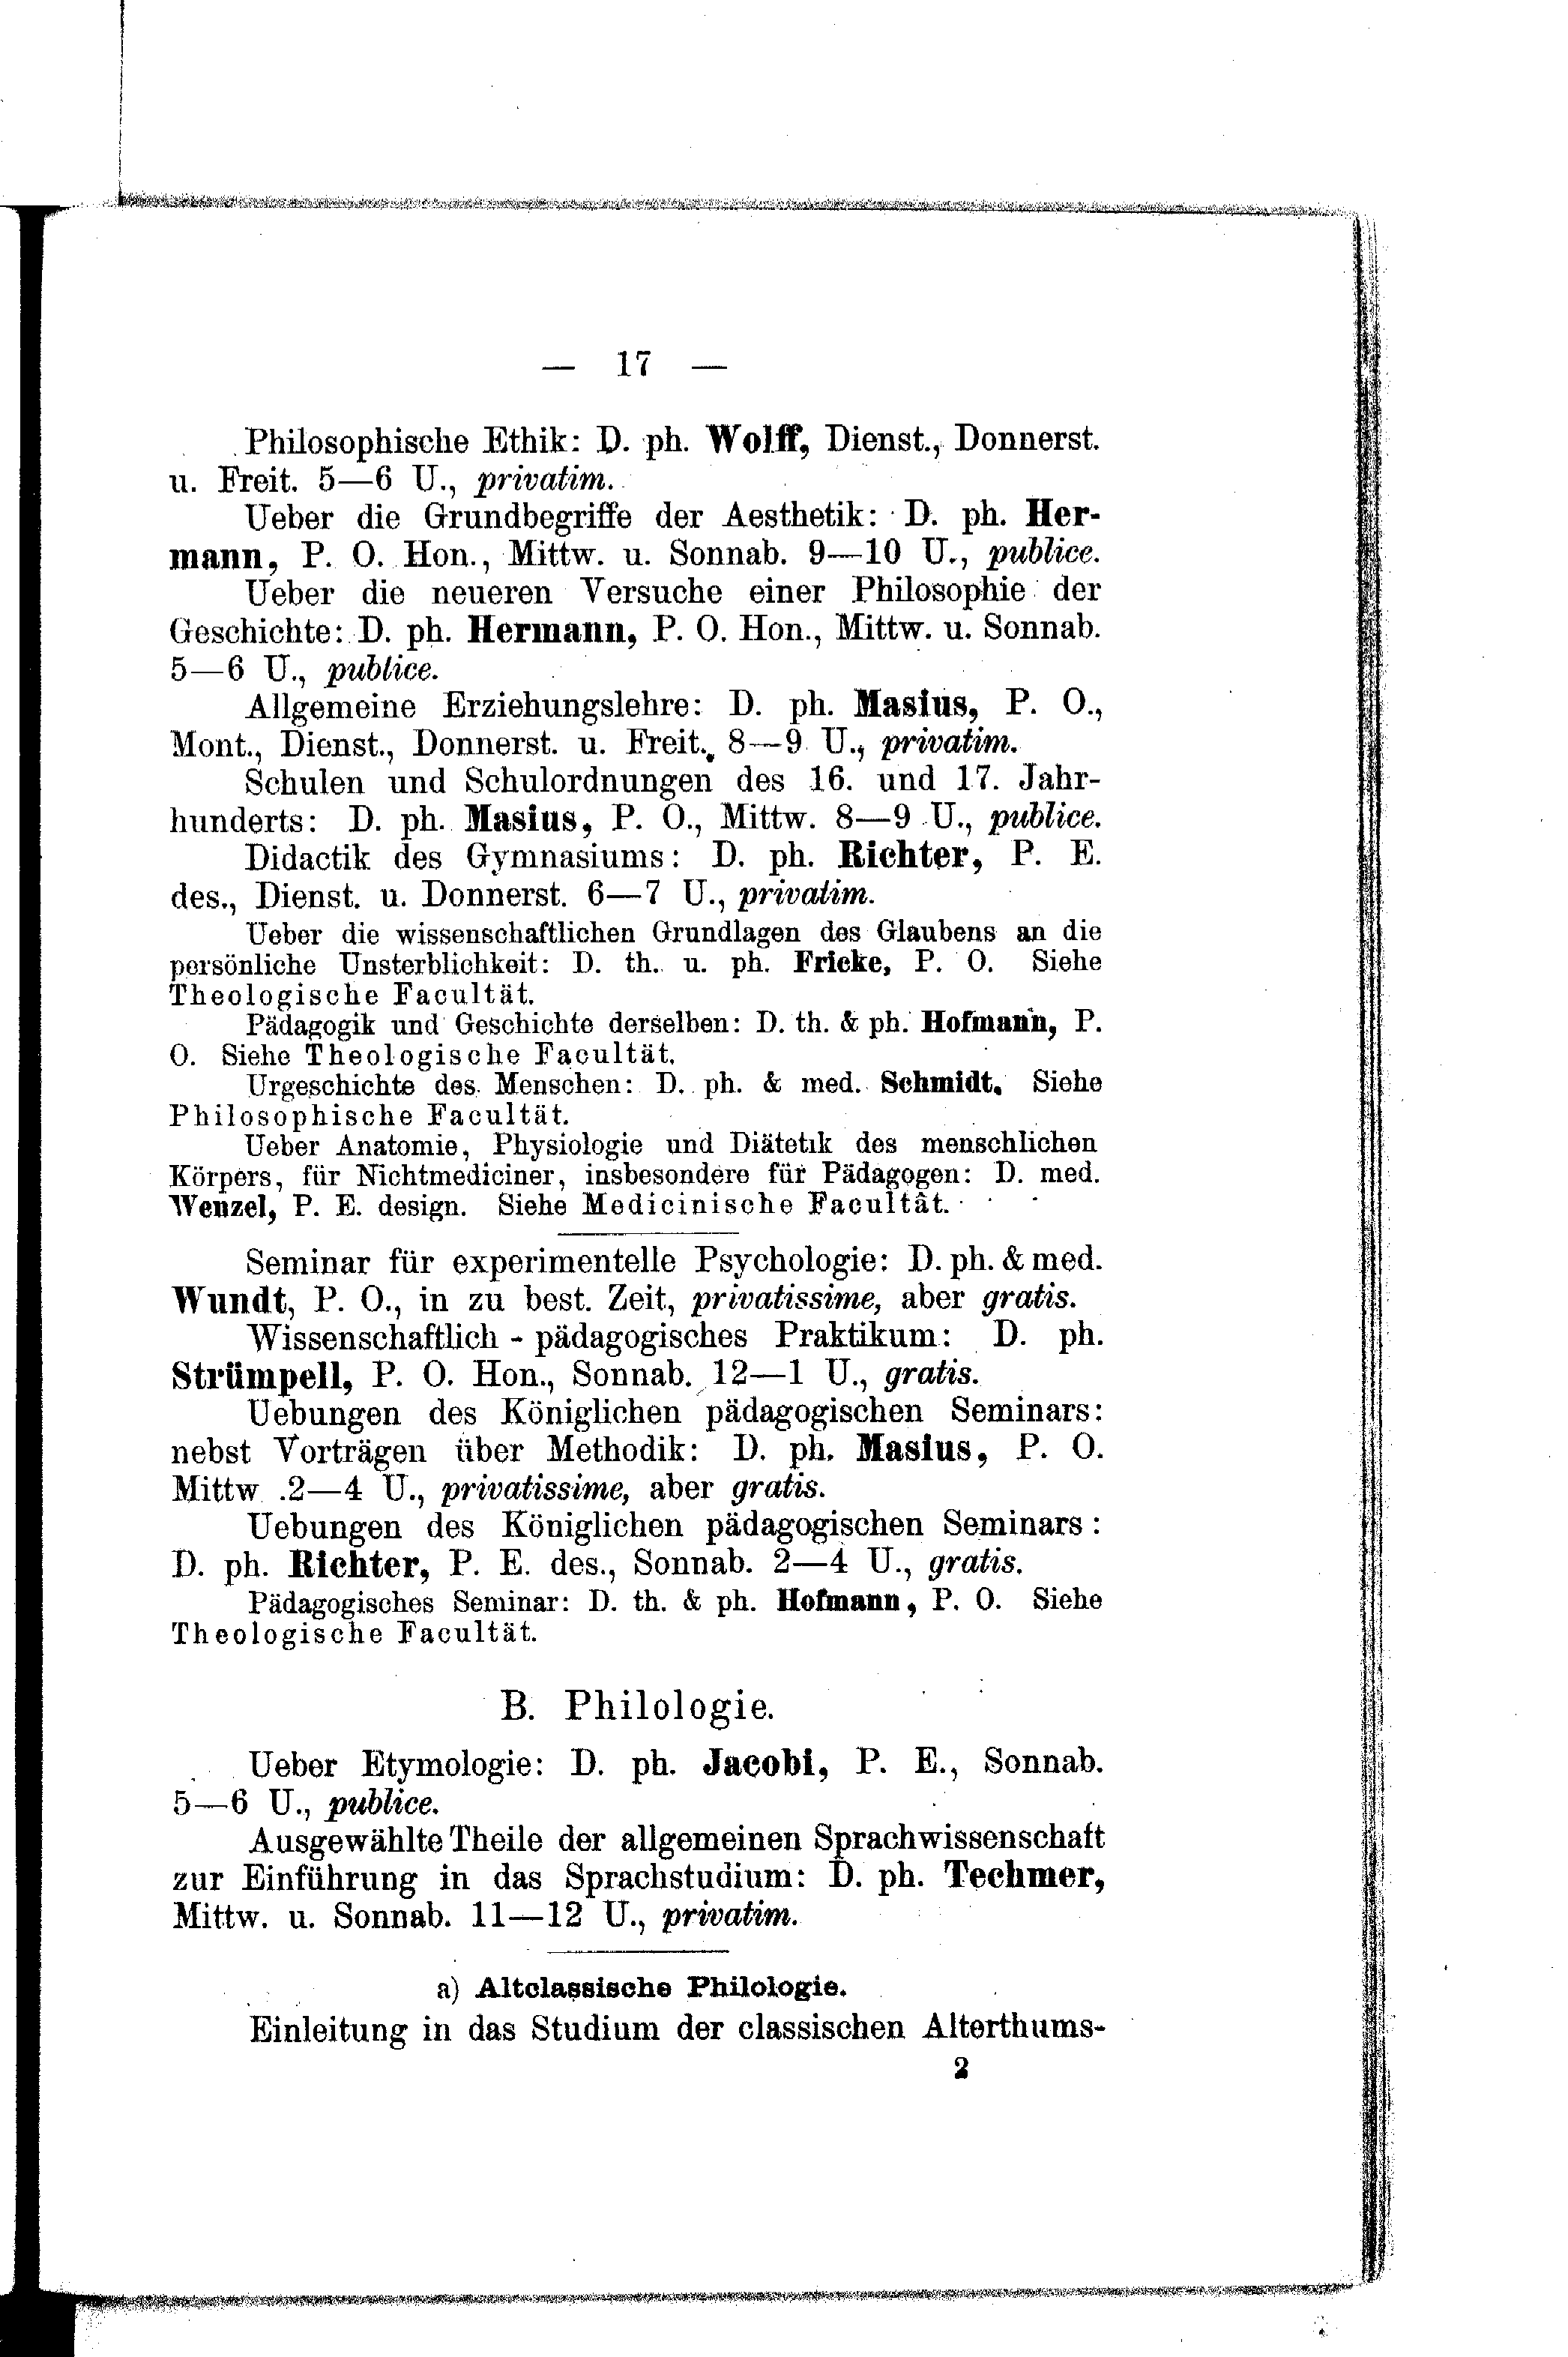 — 17 —
Philosophische Ethik: D. ph. Wolff, Dienst., Donnerst.
u. Freit. 5—6 U., privatim.
Ueber die Grundbegriffe der Aesthetik: D. ph. Her-
mann, P. O. Hon., Mittw. u. Sonnab. 9—10 U., publice.
Ueber die neueren Versuche einer Philosophie der
Geschichte: D. ph. Hermann, P. O. Hon., Mittw. u. Sonnab.
5—6 U., publice.
Allgemeine Erziehungslehre: D. ph. Masius, P. O.,
Mont., Dienst., Donnerst. u. Freit., 8—9 U., privatim.
Schulen und Schulordnungen des 16. und 17. Jahr-
hunderts: D. ph. Masius, P. O., Mittw. 8—9 U., publice.
Didactik des Gymnasiums: D. ph. Richter, P. E.
des., Dienst. u. Donnerst. 6—7 U., privatim.
Ueber die wissenschaftlichen Grundlagen des Glaubens an die
persönliche Unsterblichkeit: D. th. u. ph. Fricke, P. O. Siehe
Theologische Facultät.
Pädagogik und Geschichte derselben: D. th. & ph. Hofmann, P.
O. Siehe Theologische Facultät.
Urgeschichte des Menschen: D. ph. & med. Schmidt. Siehe
Philosophische Facultät.
Ueber Anatomie, Physiologie und Diätetik des menschlichen
Körpers, für Nichtmediciner, insbesondere für Pädagogen: D. med.
Wenzel, P. E. design. Siehe Medicinische Facultät.
Seminar für experimentelle Psychologie: D. ph. & med.
Wundt, P. O., in zu best. Zeit, privatissime, aber gratis.
Wissenschaftlich - pädagogisches Praktikum: D. ph.
Strümpell, P. O. Hon., Sonnab. 12—1 U., gratis.
Uebungen des Königlichen pädagogischen Seminars:
nebst Vorträgen über Methodik: D. ph. Masius, P. O.
Mittw .2—4 U., privatissime, aber gratis.
Uebungen des Königlichen pädagogischen Seminars:
D. ph. Richter, P. E. des., Sonnab. 2—4 U., gratis.
Pädagogisches Seminar: D. th. & ph. Hofmann, P. O. Siehe
Theologische Facultät.
B. Philologie.
Ueber Etymologie: D. ph. Jacobi, P. E., Sonnab.
5—6 U., publice.
Ausgewählte Theile der allgemeinen Sprachwissenschaft
zur Einführung in das Sprachstudium: D. ph. Techmer,
Mittw. u. Sonnab. 11—12 U., privatim.
a) Altclassische Philologie.
Einleitung in das Studium der classischen Alterthums-
2